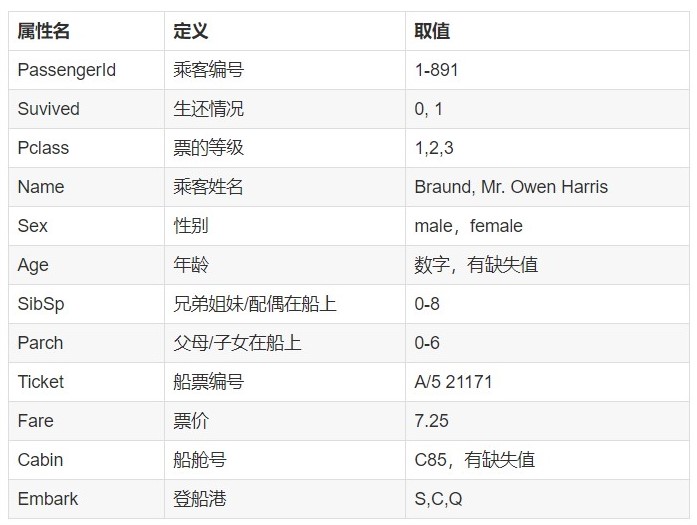 属性名 定义 取值
PassengerId 乘客编号 1-891
Suvived 生还情况 0, 1
Pclass 票的等级 1,2,3
Name 乘客姓名 Braund, Mr. Owen Harris
Sex 性别 male，female
Age 年龄 数字，有缺失值
SibSp 兄弟姐妹/配偶在船上 0-8
Parch 父母/子女在船上 0-6
Ticket 船票编号 A/5 21171
Fare 票价 7.25
Cabin 船舱号 C85，有缺失值
Embark 登船港 S,C,Q